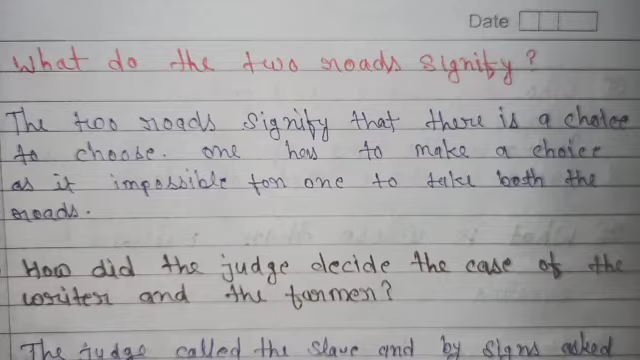 Date
What do the two roads signify?
The two roads signify that there is a choice
to choose. one has to make a choice
as it impossible for one to take both the
roads.
How did the judge decide the case of the
writer and the farmer?
The judge called the slave and by signs asked